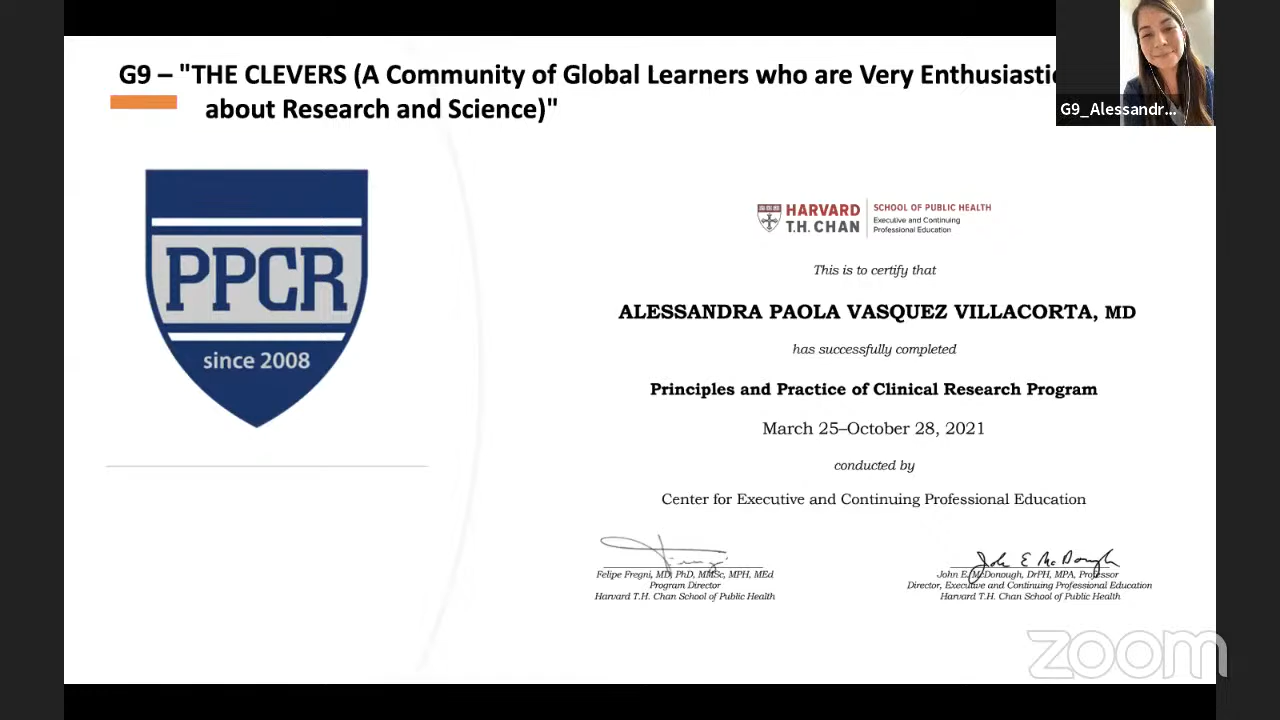 G9 – "THE CLEVERS (A Community of Global Learners who are Very Enthusiastic
about Research and Science)"
G9_Alessandr...
PPCR
since 2008
HARVARD
T.H. CHAN
SCHOOL OF PUBLIC HEALTH
Executive and Continuing
Professional Education
This is to certify that
ALESSANDRA PAOLA VASQUEZ VILLACORTA, MD
has successfully completed
Principles and Practice of Clinical Research Program
March 25–October 28, 2021
conducted by
Center for Executive and Continuing Professional Education
Felipe Fregni, MD, PhD, MMSc, MPH, MEd
Program Director
Harvard T.H. Chan School of Public Health
John E McDonough
John E. McDonough, DrPH, MPA, Professor
Director, Executive and Continuing Professional Education
Harvard T.H. Chan School of Public Health
zoom